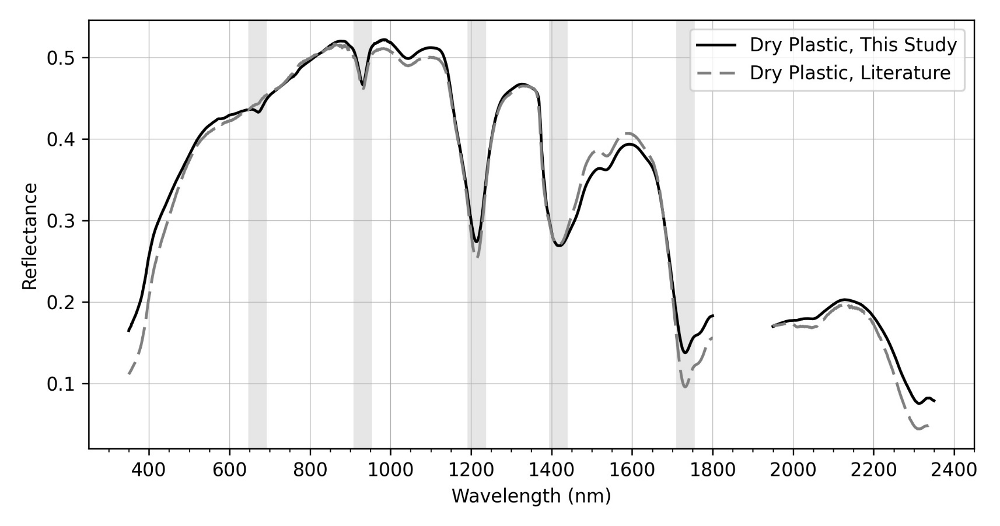 Dry Plastic, This Study
Dry Plastic, Literature
0.5
0.4
0.3
0.2
0.1
Reflectance
400 600 800 1000 1200 1400 1600 1800 2000 2200 2400
Wavelength (nm)